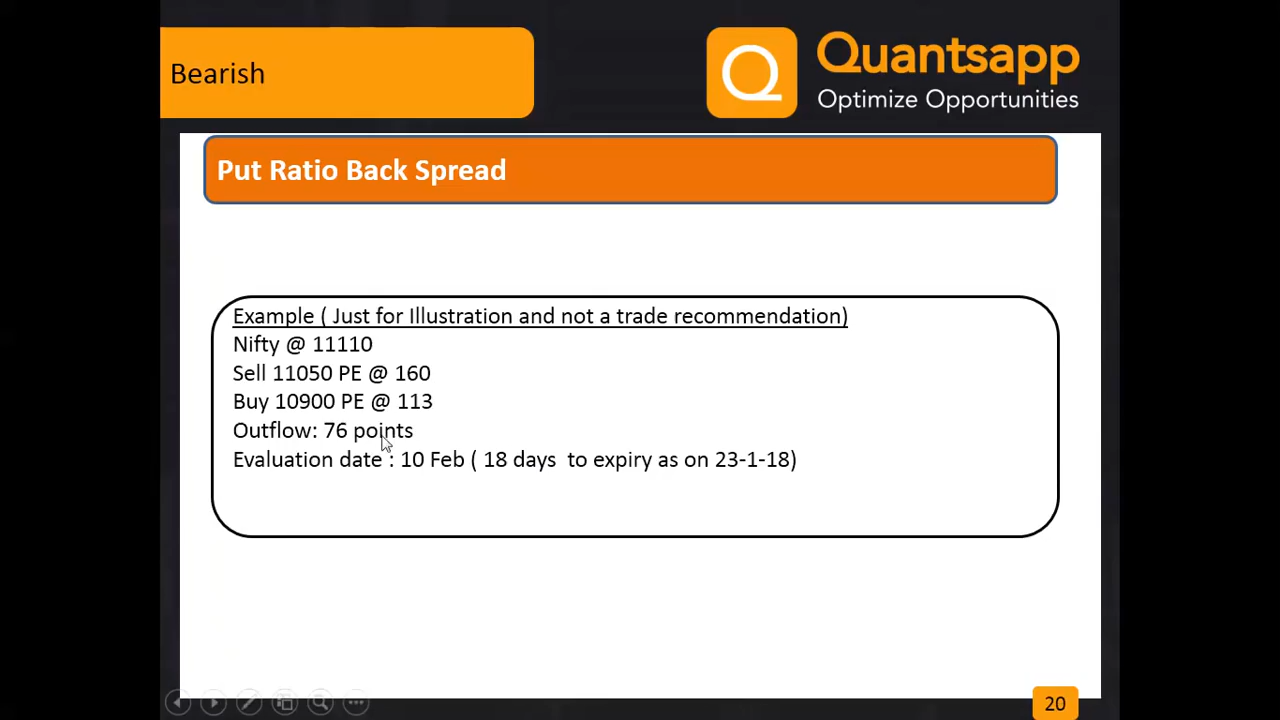 Bearish
Q
Quantsapp
Optimize Opportunities
Put Ratio Back Spread
Example ( Just for Illustration and not a trade recommendation)
Nifty @ 11110
Sell 11050 PE @ 160
Buy 10900 PE @ 113
Outflow: 76 points
Evaluation date : 10 Feb ( 18 days  to expiry as on 23-1-18)
20